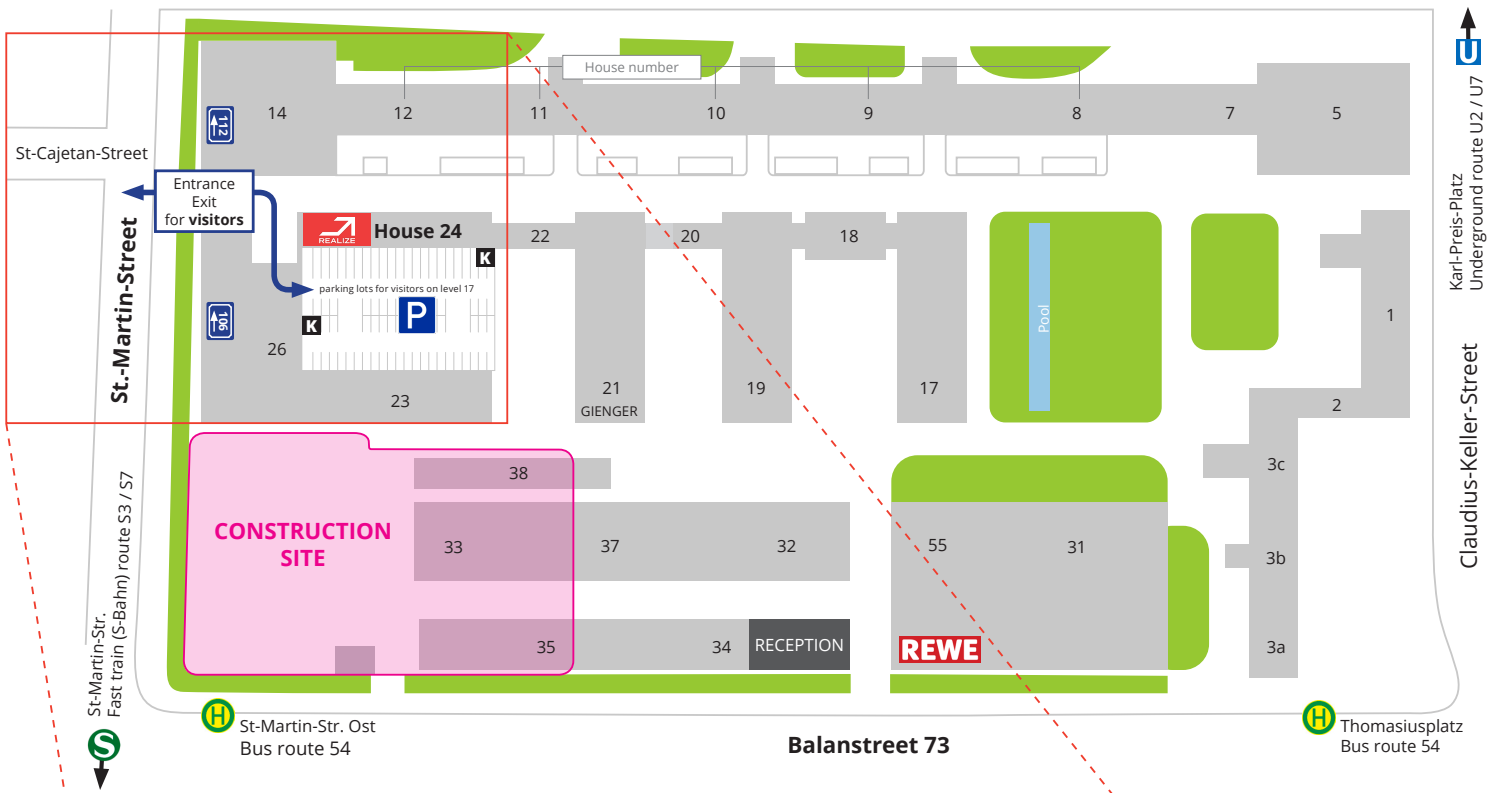 House number
14
12
11
10
9
8
7
5
112
St-Cajetan-Street
Entrance
Exit
for visitors
REALIZE
House 24
K
parking lots for visitors on level 17
P
K
106
26
23
22
21
GIENGER
20
19
18
17
Pool
1
2
3c
3b
3a
St.-Martin-Street
U
Karl-Preis-Platz
Underground route U2 / U7
Claudius-Keller-Street
38
CONSTRUCTION
SITE
33
37
32
55
31
35
34
RECEPTION
REWE
St-Martin-Str.
Fast train (S-Bahn) route S3 / S7
S
H
St-Martin-Str. Ost
Bus route 54
Balanstreet 73
H
Thomasiusplatz
Bus route 54